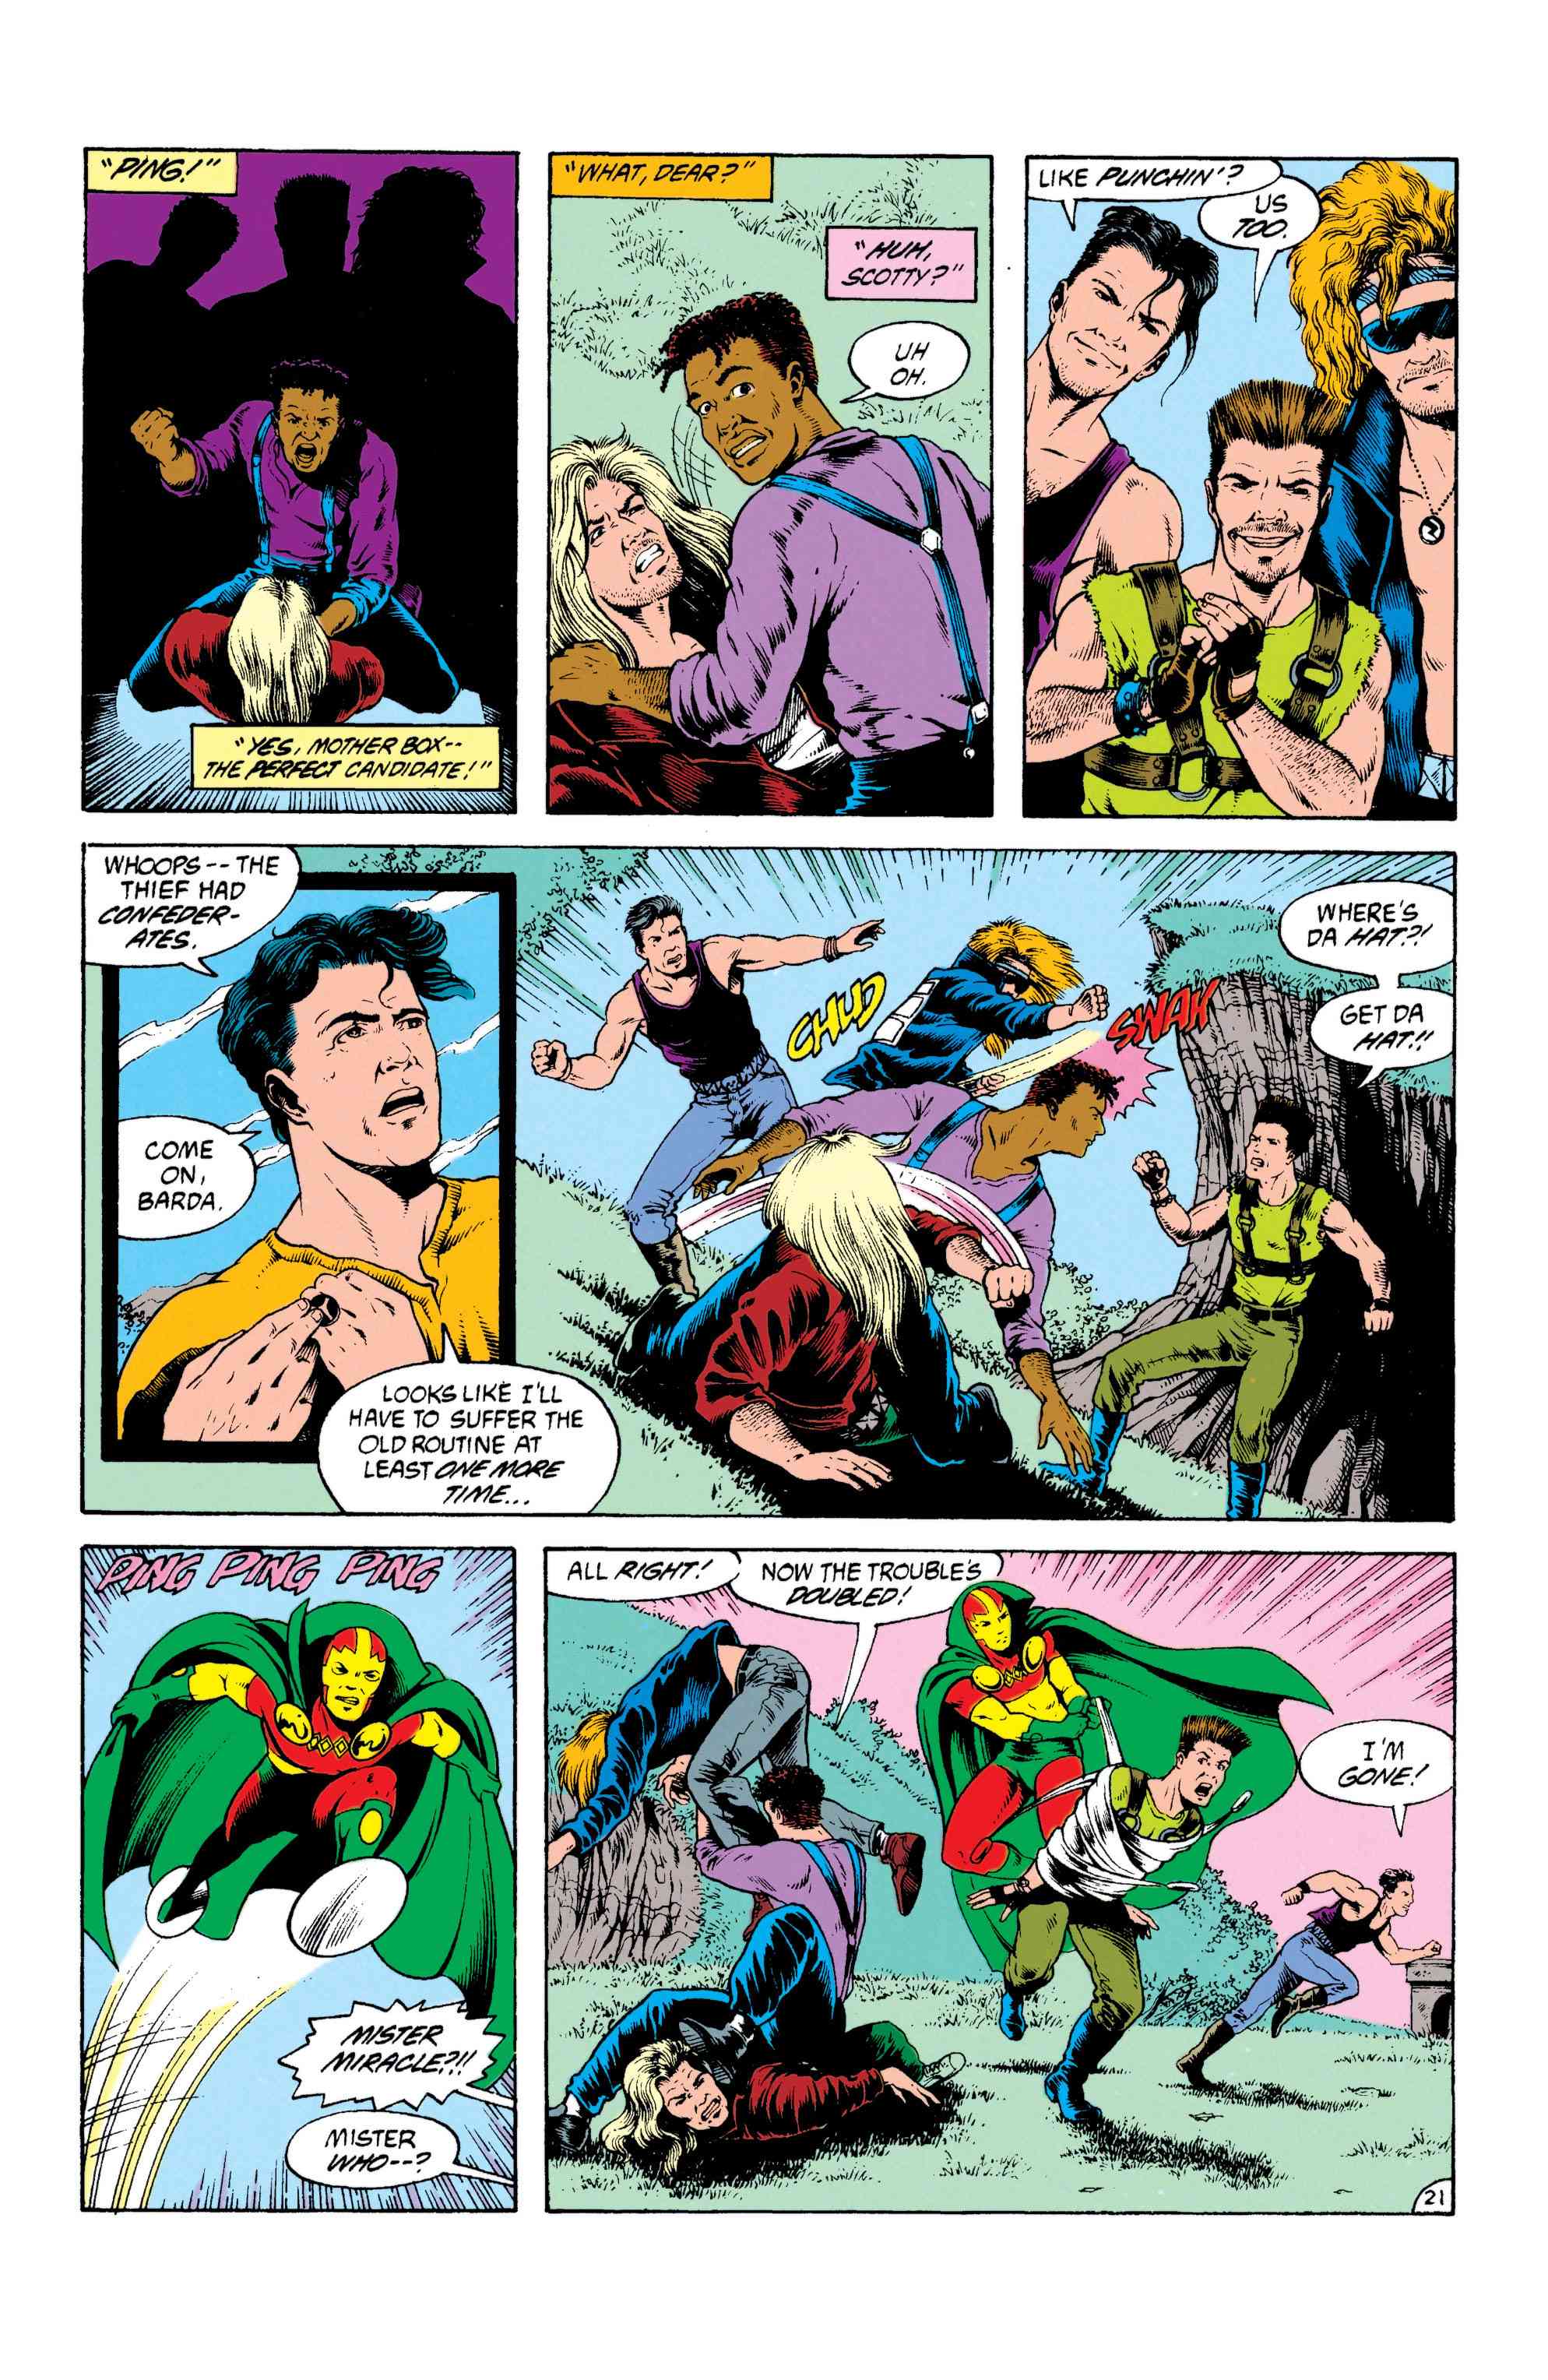 "PING!"
"YES, MOTHER BOX--
THE PERFECT CANDIDATE!"
"WHAT, DEAR?"
"HUH,
SCOTTY?"
UH
OH.
LIKE PUNCHIN'?
US
TOO.
WHOOPS--THE
THIEF HAD
CONFEDER-
ATES.
COME
ON,
BARDA.
LOOKS LIKE I'LL
HAVE TO SUFFER THE
OLD ROUTINE AT
LEAST ONE MORE
TIME...
CHUD
SWAK
WHERE'S
DA HAT?!
GET DA
HAT!!
PING PING PING
MISTER
MIRACLE?!!
MISTER
WHO--?
ALL RIGHT!
NOW THE TROUBLE'S
DOUBLED!
I'M
GONE!
21